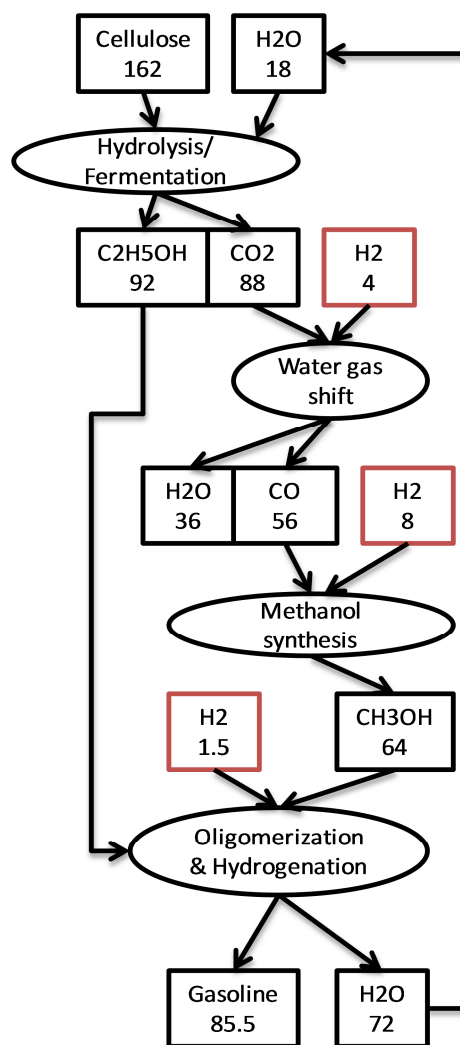 Cellulose
162
H2O
18
Hydrolysis/
Fermentation
C2H5OH
92
CO2
88
H2
4
Water gas
shift
H2O
36
CO
56
H2
8
Methanol
synthesis
H2
1.5
CH3OH
64
Oligomerization
& Hydrogenation
Gasoline
85.5
H2O
72